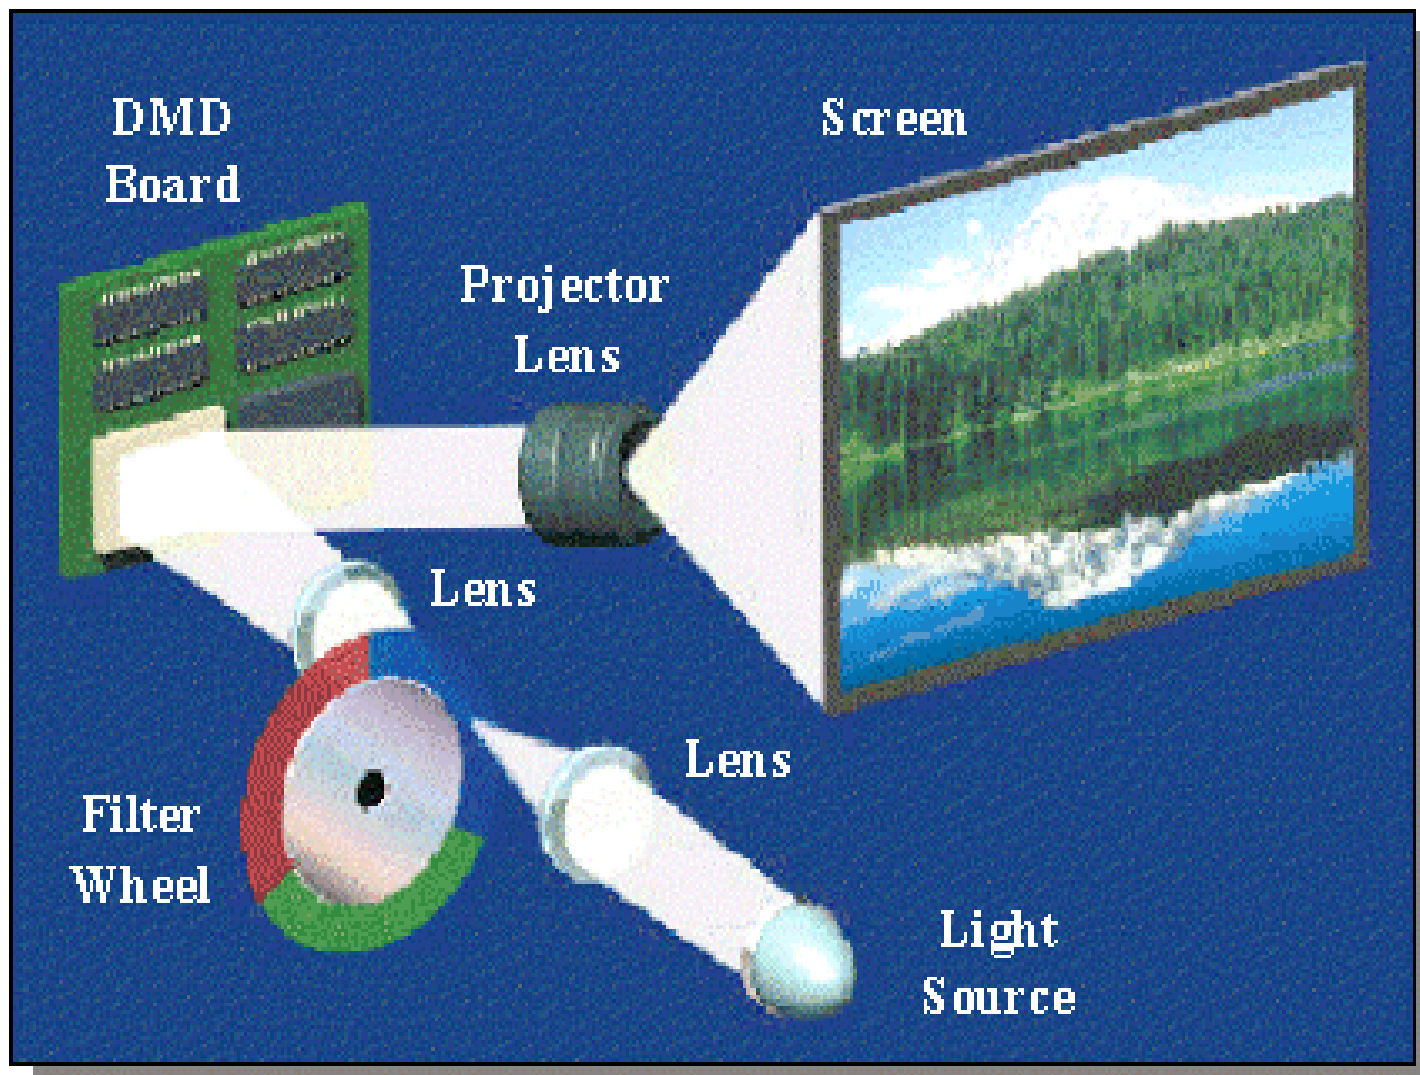 DMD
Board
Screen
Projector
Lens
Lens
Lens
Filter
Wheel
Light
Source